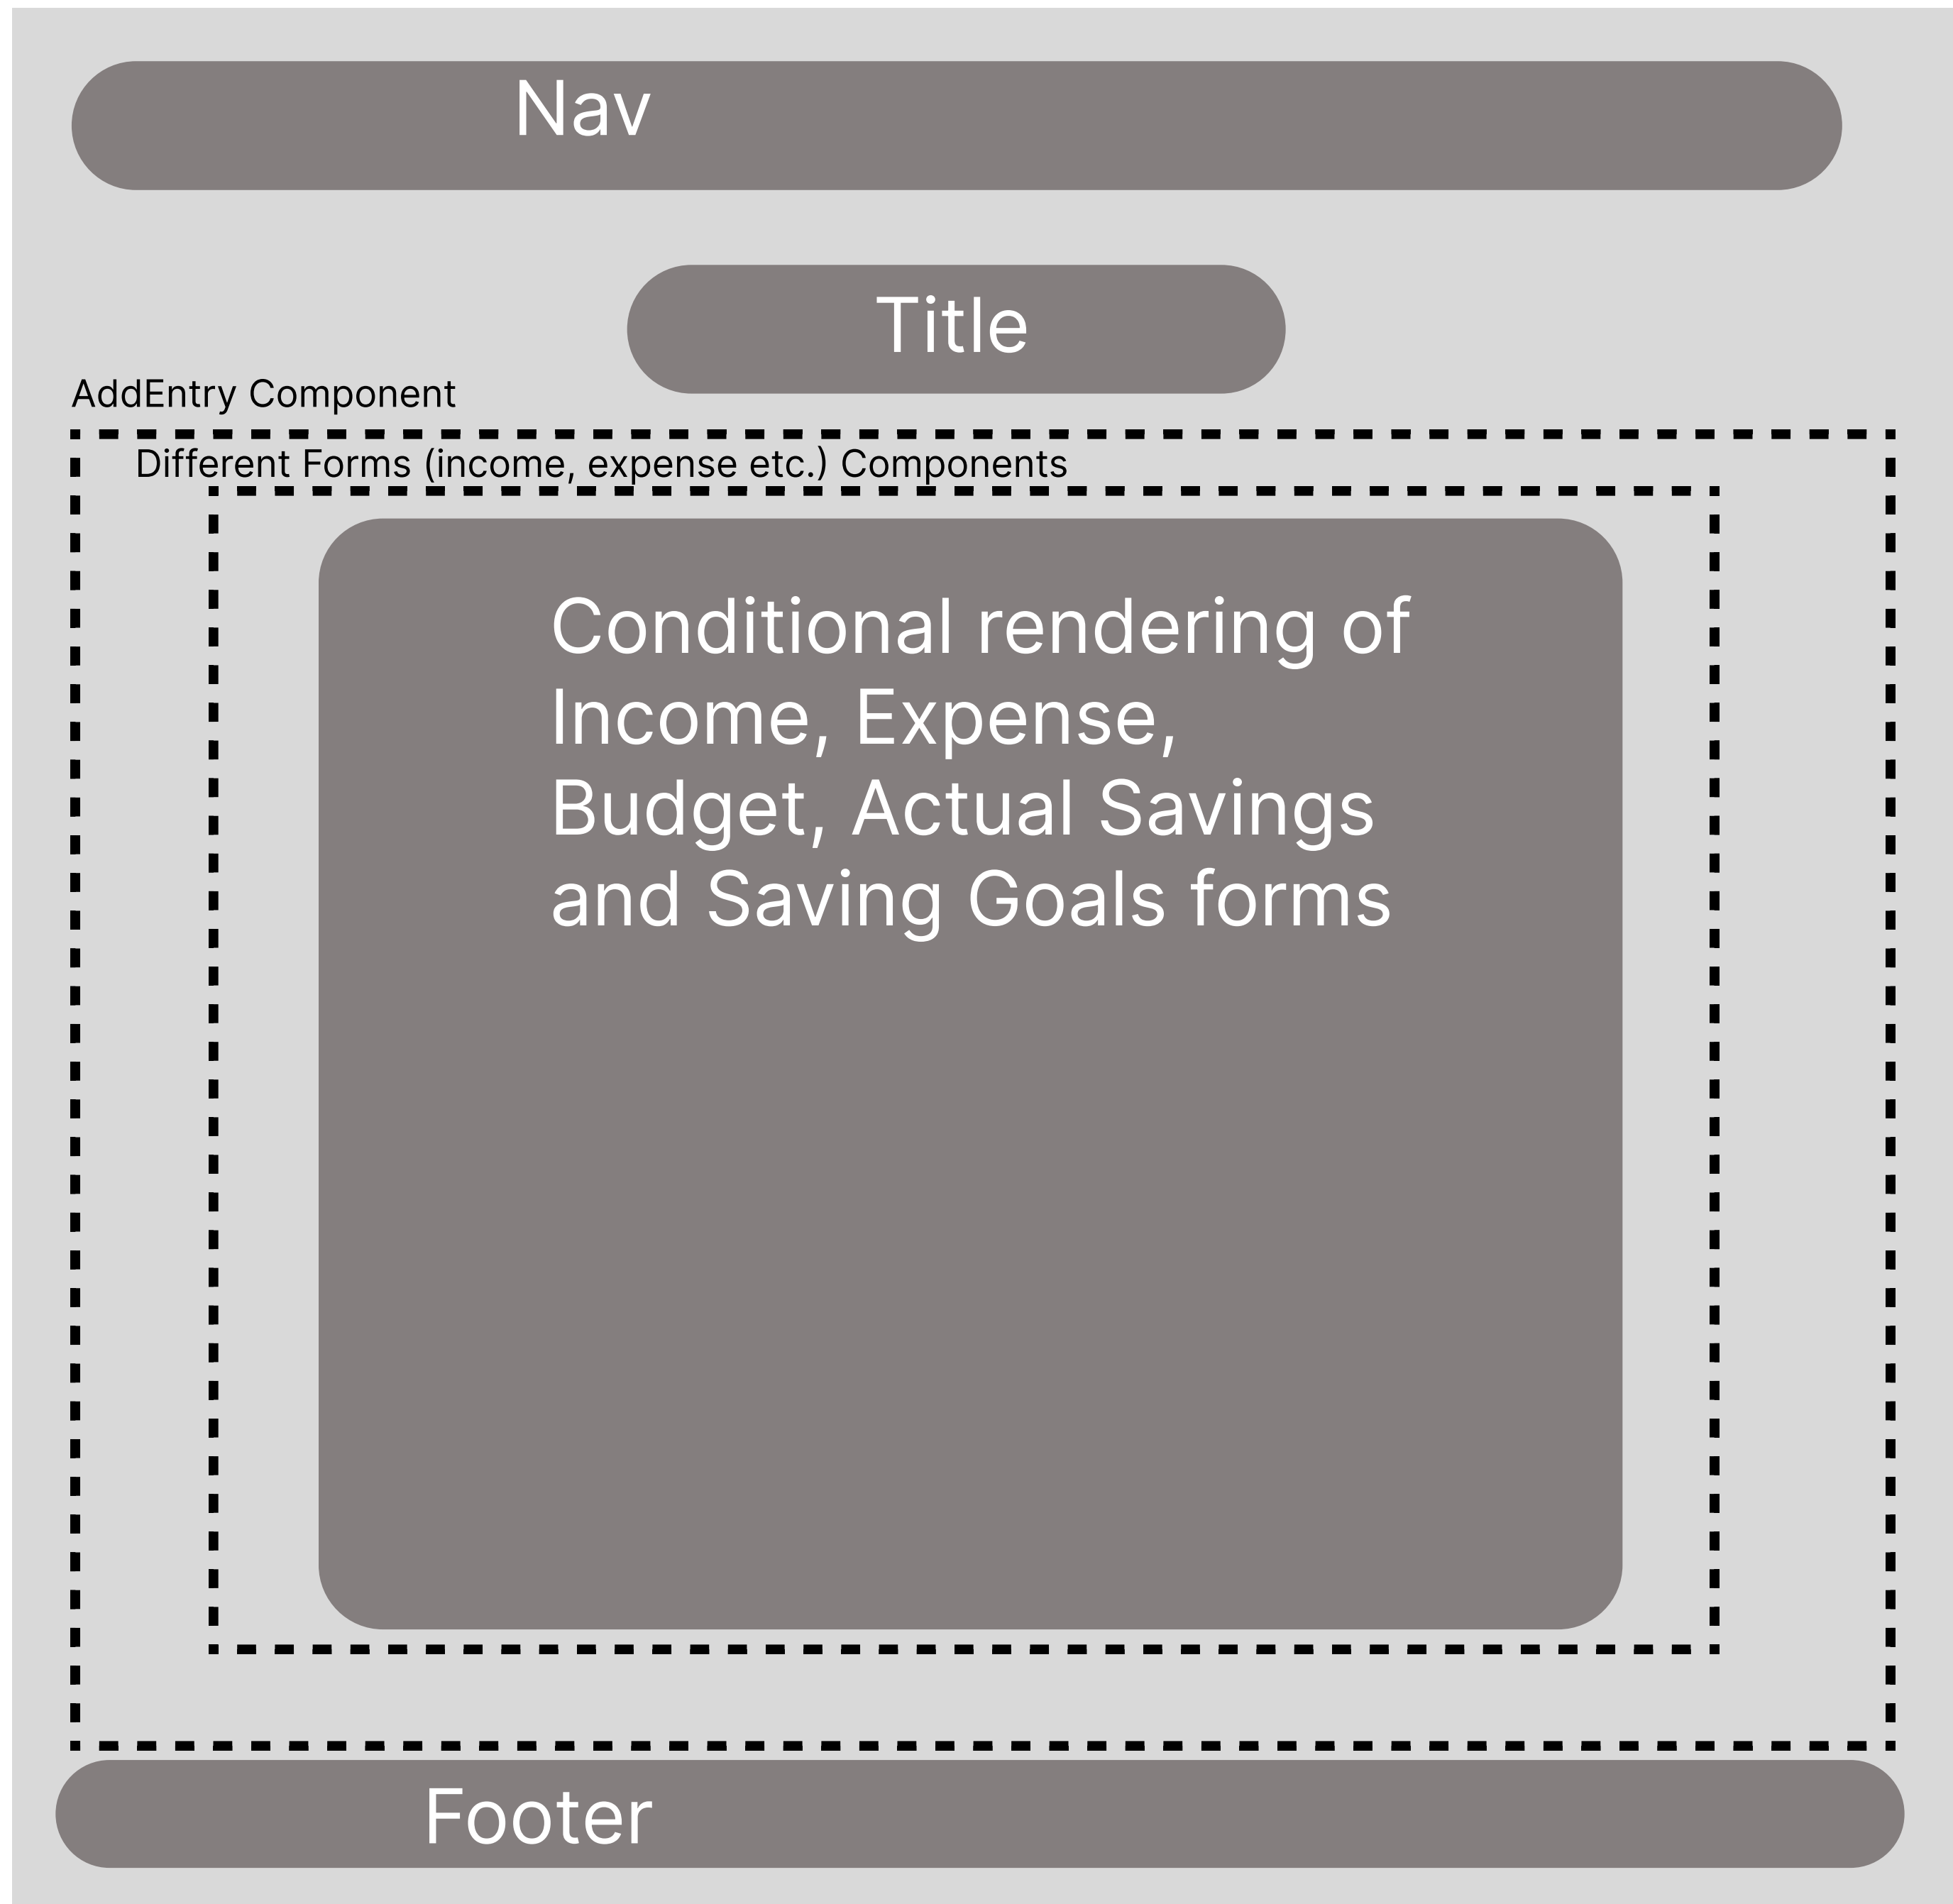 Nav
Title
AddEntry Component
Different Forms (income, expense etc.) Components
Conditional rendering of
Income, Expense,
Budget, Actual Savings
and Saving Goals forms
Footer